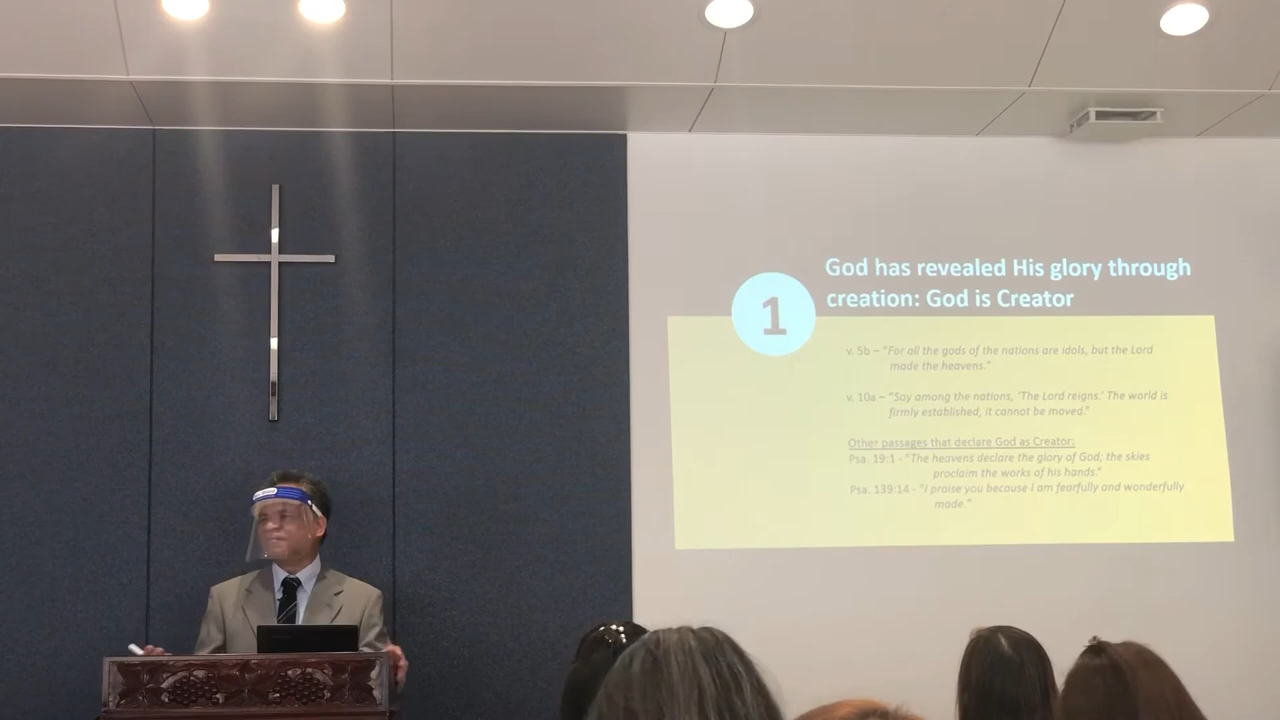 God has revealed His glory through
creation: God is Creator
1
v. 5b – "For all the gods of the nations are idols, but the Lord
made the heavens."
v. 10a – "Say among the nations, 'The Lord reigns.' The world is
firmly established, it cannot be moved."
Other passages that declare God as Creator:
Psa. 19:1 - "The heavens declare the glory of God; the skies
proclaim the works of his hands."
Psa. 139:14 - "I praise you because I am fearfully and wonderfully
made."